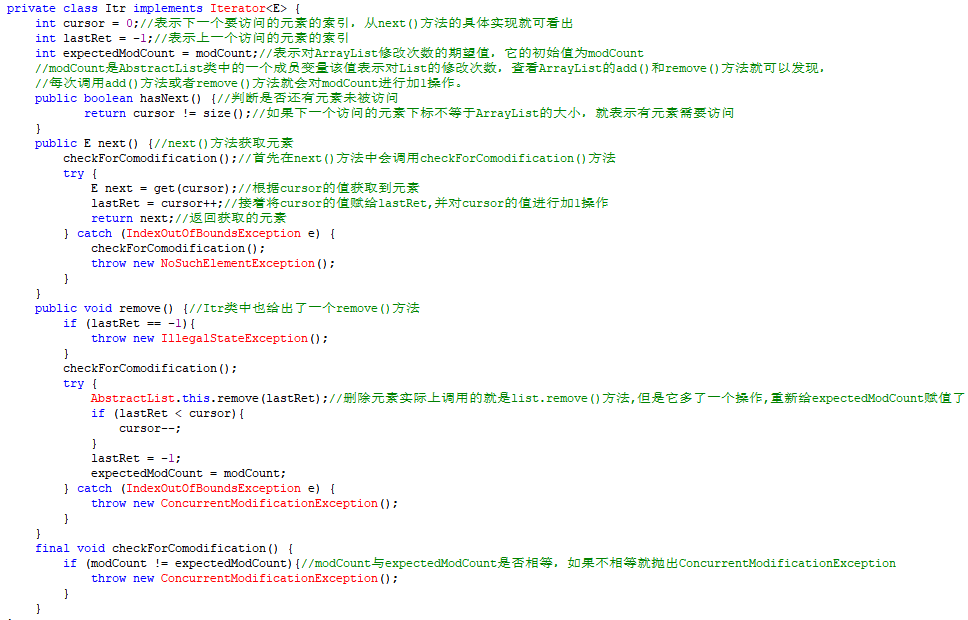 private class Itr implements Iterator<E> {
    int cursor = 0;//表示下一个要访问的元素的索引，从next()方法的具体实现就可看出
    int lastRet = -1;//表示上一个访问的元素的索引
    int expectedModCount = modCount;//表示对ArrayList修改次数的期望值，它的初始值为modCount
    //modCount是AbstractList类中的一个成员变量该值表示对List的修改次数，查看ArrayList的add()和remove()方法就可以发现，
    //每次调用add()方法或者remove()方法就会对modCount进行加1操作。
    public boolean hasNext() {//判断是否还有元素未被访问
           return cursor != size();//如果下一个访问的元素下标不等于ArrayList的大小，就表示有元素需要访问
    }
    public E next() {//next()方法获取元素
        checkForComodification();//首先在next()方法中会调用checkForComodification()方法
        try {
            E next = get(cursor);//根据cursor的值获取到元素
            lastRet = cursor++;//接着将cursor的值赋给lastRet,并对cursor的值进行加1操作
            return next;//返回获取的元素
        } catch (IndexOutOfBoundsException e) {
            checkForComodification();
            throw new NoSuchElementException();
        }
    }
    public void remove() {//Itr类中也给出了一个remove()方法
        if (lastRet == -1){
            throw new IllegalStateException();
        }
        checkForComodification();
        try {
            AbstractList.this.remove(lastRet);//删除元素实际上调用的就是list.remove()方法,但是它多了一个操作,重新给expectedModCount赋值了
            if (lastRet < cursor){
                cursor--;
            }
            lastRet = -1;
            expectedModCount = modCount;
        } catch (IndexOutOfBoundsException e) {
            throw new ConcurrentModificationException();
        }
    }
    final void checkForComodification() {
        if (modCount != expectedModCount){//modCount与expectedModCount是否相等，如果不相等就抛出ConcurrentModificationException
            throw new ConcurrentModificationException();
        }
    }